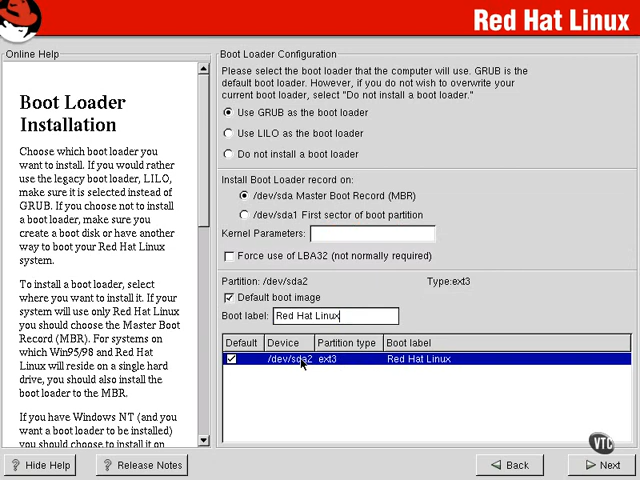 Red Hat Linux
Online Help
Boot Loader
Installation
Choose which boot loader you
want to install. If you would rather
use the legacy boot loader, LILO,
make sure it is selected instead of
GRUB. If you choose not to install
a boot loader, make sure you
create a boot disk or have another
way to boot your Red Hat Linux
system.
To install a boot loader, select
where you want to install it. If your
system will use only Red Hat Linux
you should choose the Master Boot
Record (MBR). For systems on
which Win95/98 and Red Hat
Linux will reside on a single hard
drive, you should also install the
boot loader to the MBR.
If you have Windows NT (and you
want a boot loader to be installed)
you should choose to install it on
Boot Loader Configuration
Please select the boot loader that the computer will use. GRUB is the
default boot loader. However, if you do not wish to overwrite your
current boot loader, select "Do not install a boot loader."
Use GRUB as the boot loader
Use LILO as the boot loader
Do not install a boot loader
Install Boot Loader record on:
/dev/sda Master Boot Record (MBR)
/dev/sda1 First sector of boot partition
Kernel Parameters:
Force use of LBA32 (not normally required)
Partition: /dev/sda2 Type:ext3
Default boot image
Boot label: Red Hat Linux
Default Device Partition type Boot label
/dev/sda2 ext3 Red Hat Linux
VTC
Hide Help Release Notes Back Next